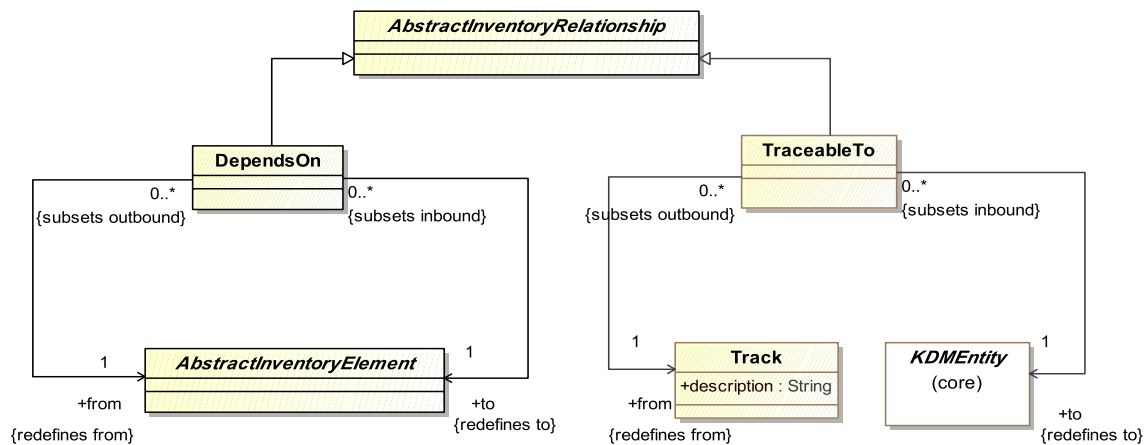 AbstractInventoryRelationship
DependsOn
0..*
{subsets outbound}
0..*
{subsets inbound}
TraceableTo
0..*
{subsets outbound}
0..*
{subsets inbound}
1
AbstractInventoryElement
1
+from
{redefines from}
+to
{redefines to}
1
Track
+description : String
+from
{redefines from}
KDMEntity
(core)
1
+to
{redefines to}